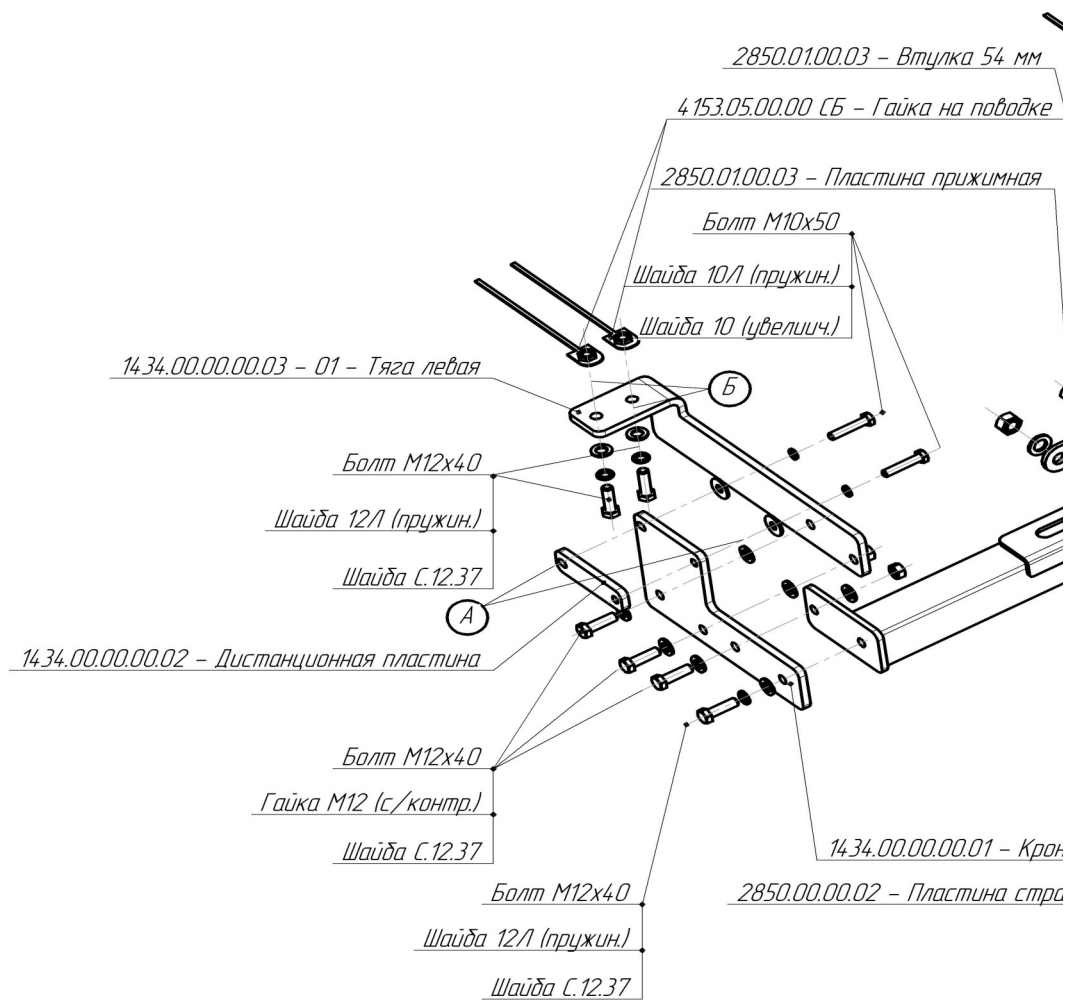 2850.01.00.03 – Втулка 54 мм
4153.05.00.00 СБ – Гайка на поводке
2850.01.00.03 – Пластина прижимная
Болт М10х50
Шайба 10Л (пружин.)
Шайба 10 (увелиич.)
1434.00.00.00.03 – 01 – Тяга левая
Б
Болт М12х40
Шайба 12Л (пружин.)
Шайба С.12.37
А
1434.00.00.00.02 – Дистанционная пластина
Болт М12х40
Гайка М12 (с/контр.)
Шайба С.12.37
1434.00.00.00.01 – Крон
Болт М12х40
2850.00.00.02 – Пластина стра
Шайба 12Л (пружин.)
Шайба С.12.37